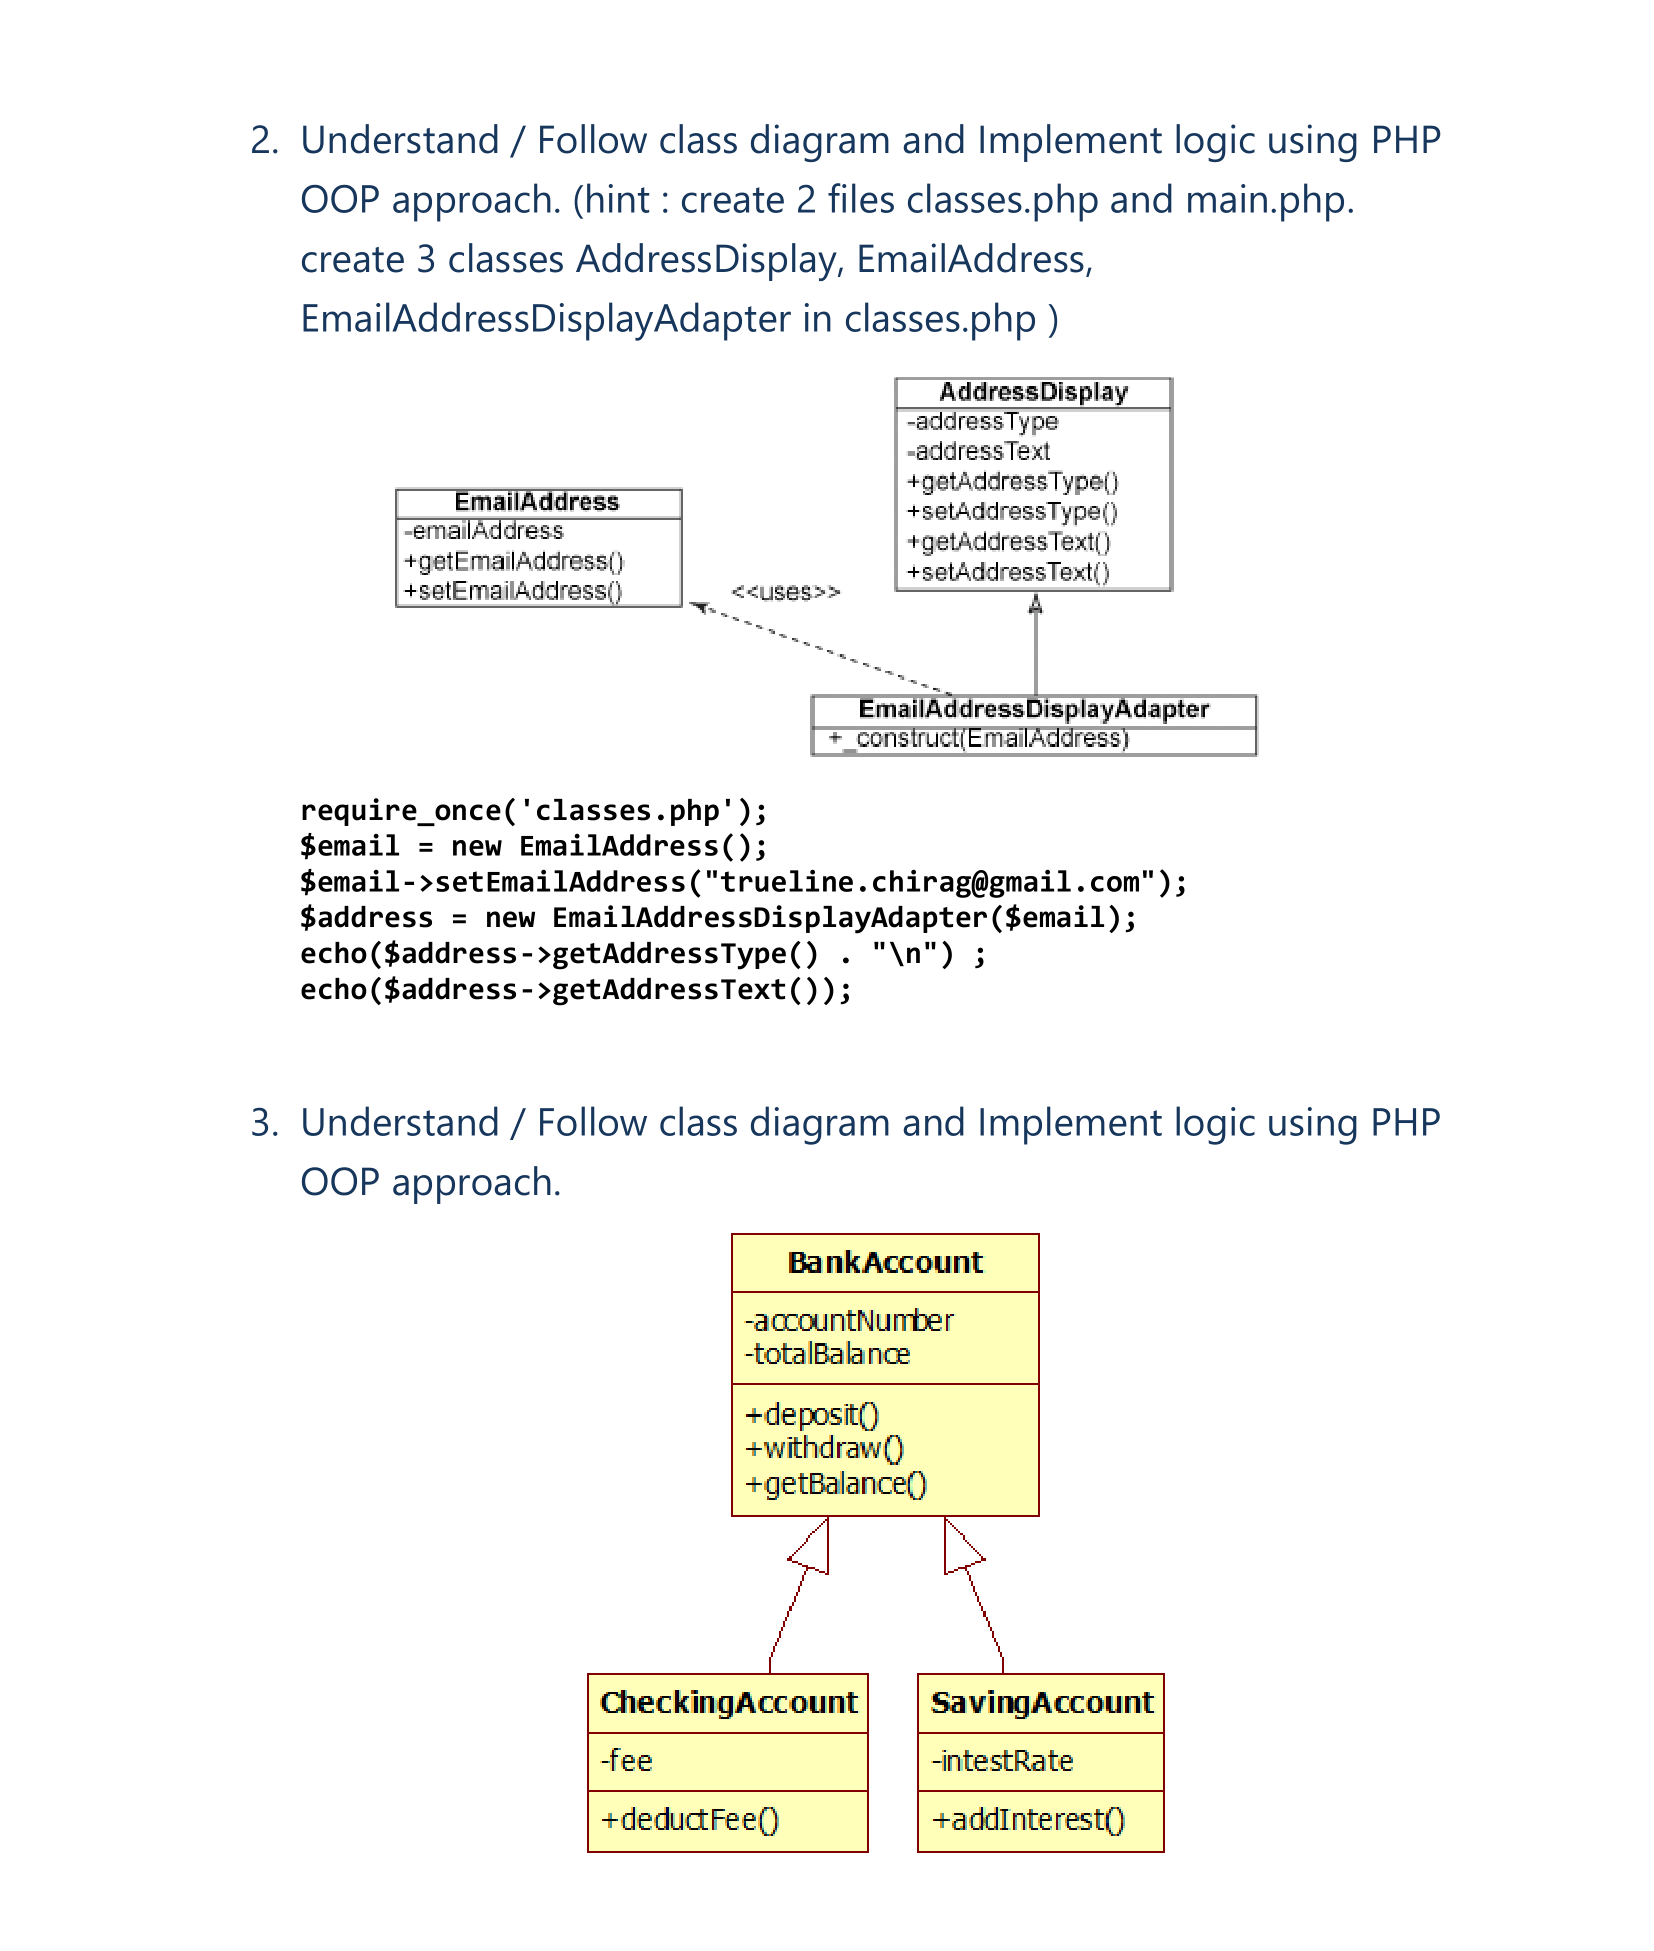 2. Understand / Follow class diagram and Implement logic using PHP
OOP approach. (hint : create 2 files classes.php and main.php.
create 3 classes AddressDisplay, EmailAddress,
EmailAddressDisplayAdapter in classes.php )
AddressDisplay
-addressType
-addressText
+getAddressType()
+setAddressType()
+getAddressText()
+setAddressText()
EmailAddress
-emailAddress
+getEmailAddress()
+setEmailAddress()
<<uses>>
EmailAddressDisplayAdapter
+_construct(EmailAddress)
require_once('classes.php');
$email = new EmailAddress();
$email->setEmailAddress("trueline.chirag@gmail.com");
$address = new EmailAddressDisplayAdapter($email);
echo($address->getAddressType() . "\n") ;
echo($address->getAddressText());
3. Understand / Follow class diagram and Implement logic using PHP
OOP approach.
BankAccount
-accountNumber
-totalBalance
+deposit()
+withdraw()
+getBalance()
CheckingAccount
-fee
+deductFee()
SavingAccount
-intestRate
+addInterest()